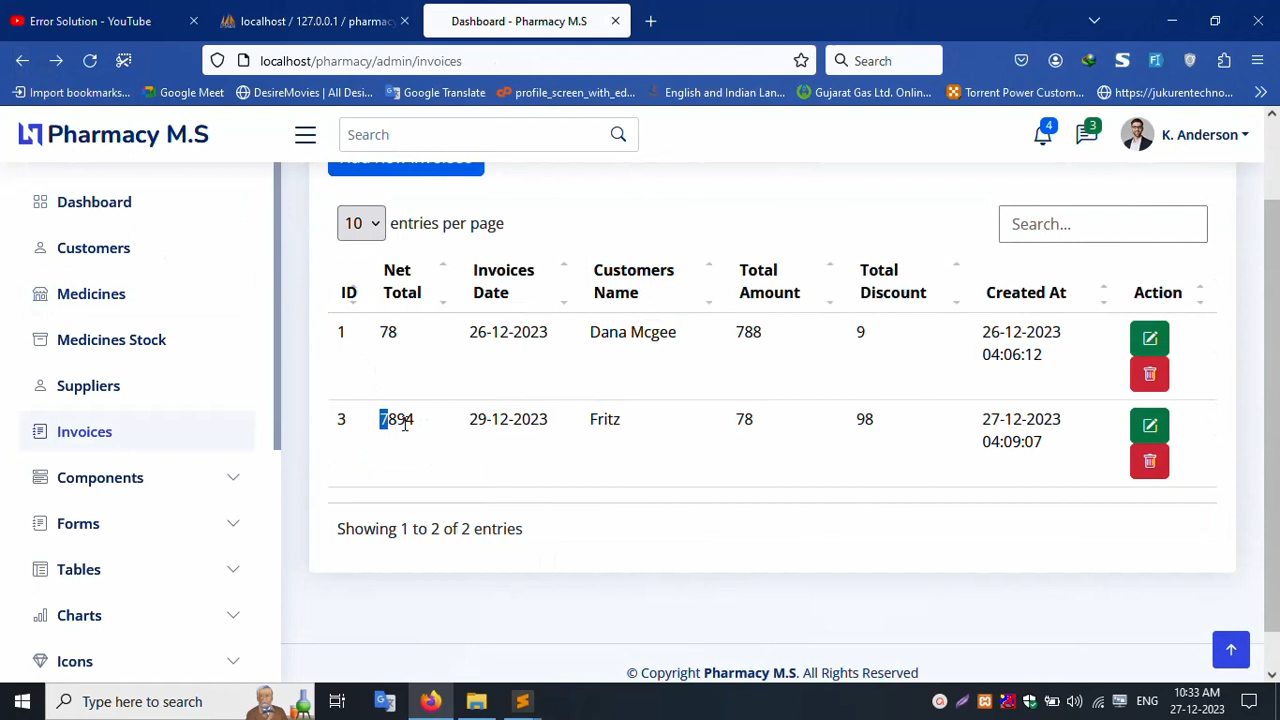 Error Solution - YouTube
localhost / 127.0.0.1 / pharmacy
Dashboard - Pharmacy M.S
localhost/pharmacy/admin/invoices
Search
Import bookmarks...
Google Meet
DesireMovies | All Desi...
Google Translate
profile_screen_with_ed...
English and Indian Lan...
Gujarat Gas Ltd. Onlin...
Torrent Power Custom...
https://jukurentechno...
Pharmacy M.S
Search
4
3
K. Anderson
Dashboard
Customers
Medicines
Medicines Stock
Suppliers
Invoices
Components
Forms
Tables
Charts
Icons
10 entries per page
Search...
ID Net Total Invoices Date Customers Name Total Amount Total Discount Created At Action
1 78 26-12-2023 Dana Mcgee 788 9 26-12-2023 04:06:12
3 7894 29-12-2023 Fritz 78 98 27-12-2023 04:09:07
Showing 1 to 2 of 2 entries
© Copyright Pharmacy M.S. All Rights Reserved
Type here to search
ENG
10:33 AM
27-12-2023